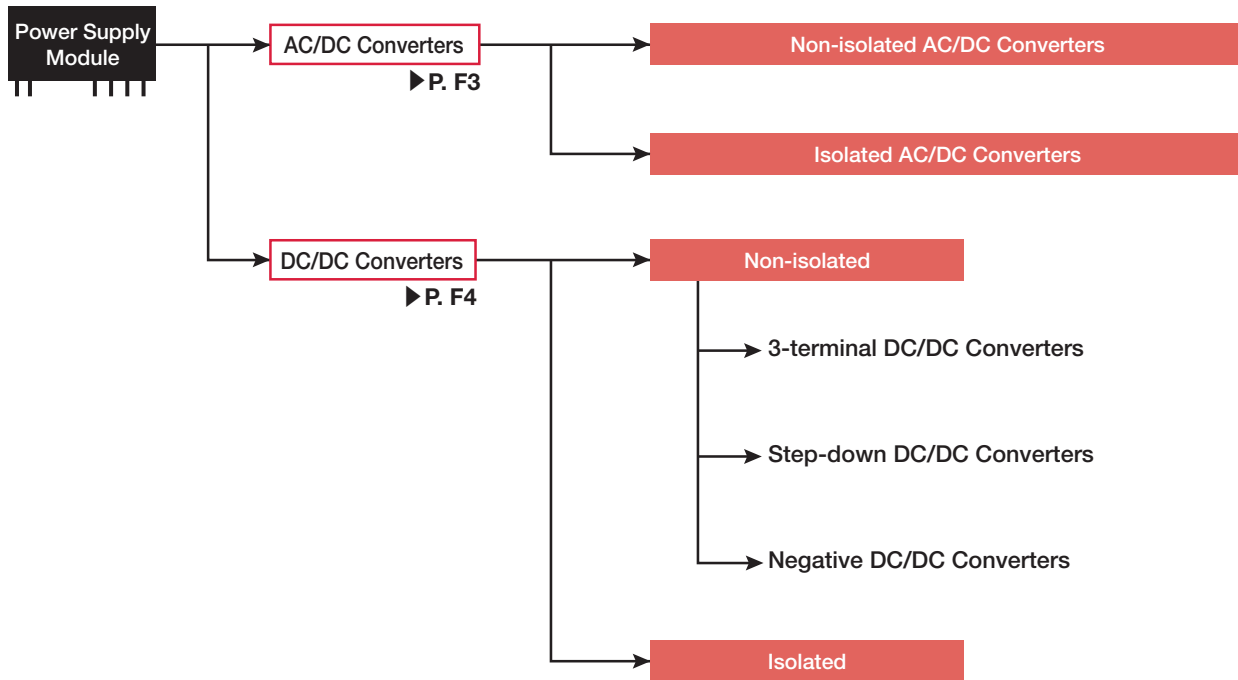 Power Supply
Module
AC/DC Converters
▶P. F3
Non-isolated AC/DC Converters
Isolated AC/DC Converters
DC/DC Converters
▶P. F4
Non-isolated
3-terminal DC/DC Converters
Step-down DC/DC Converters
Negative DC/DC Converters
Isolated